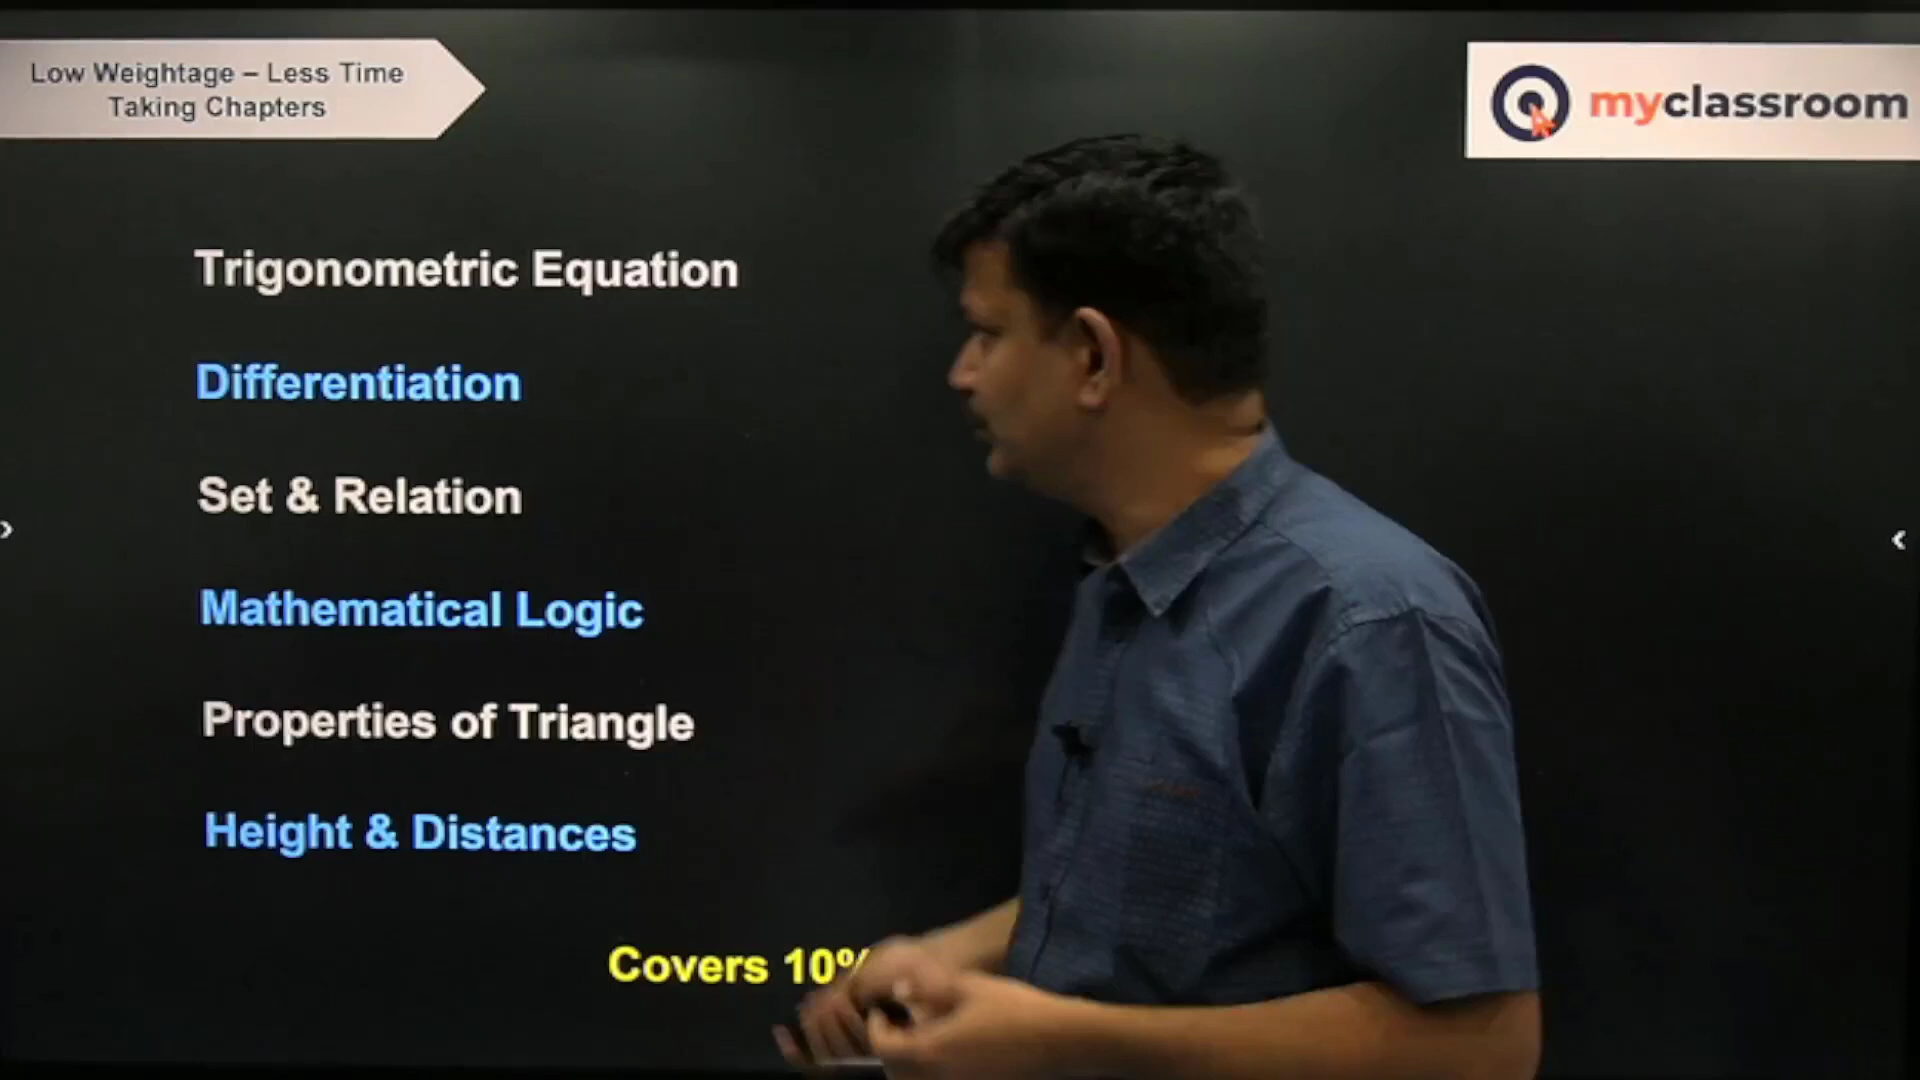 Low Weightage – Less Time
Taking Chapters
myclassroom
Trigonometric Equation
Differentiation
Set & Relation
Mathematical Logic
Properties of Triangle
Height & Distances
Covers 10%